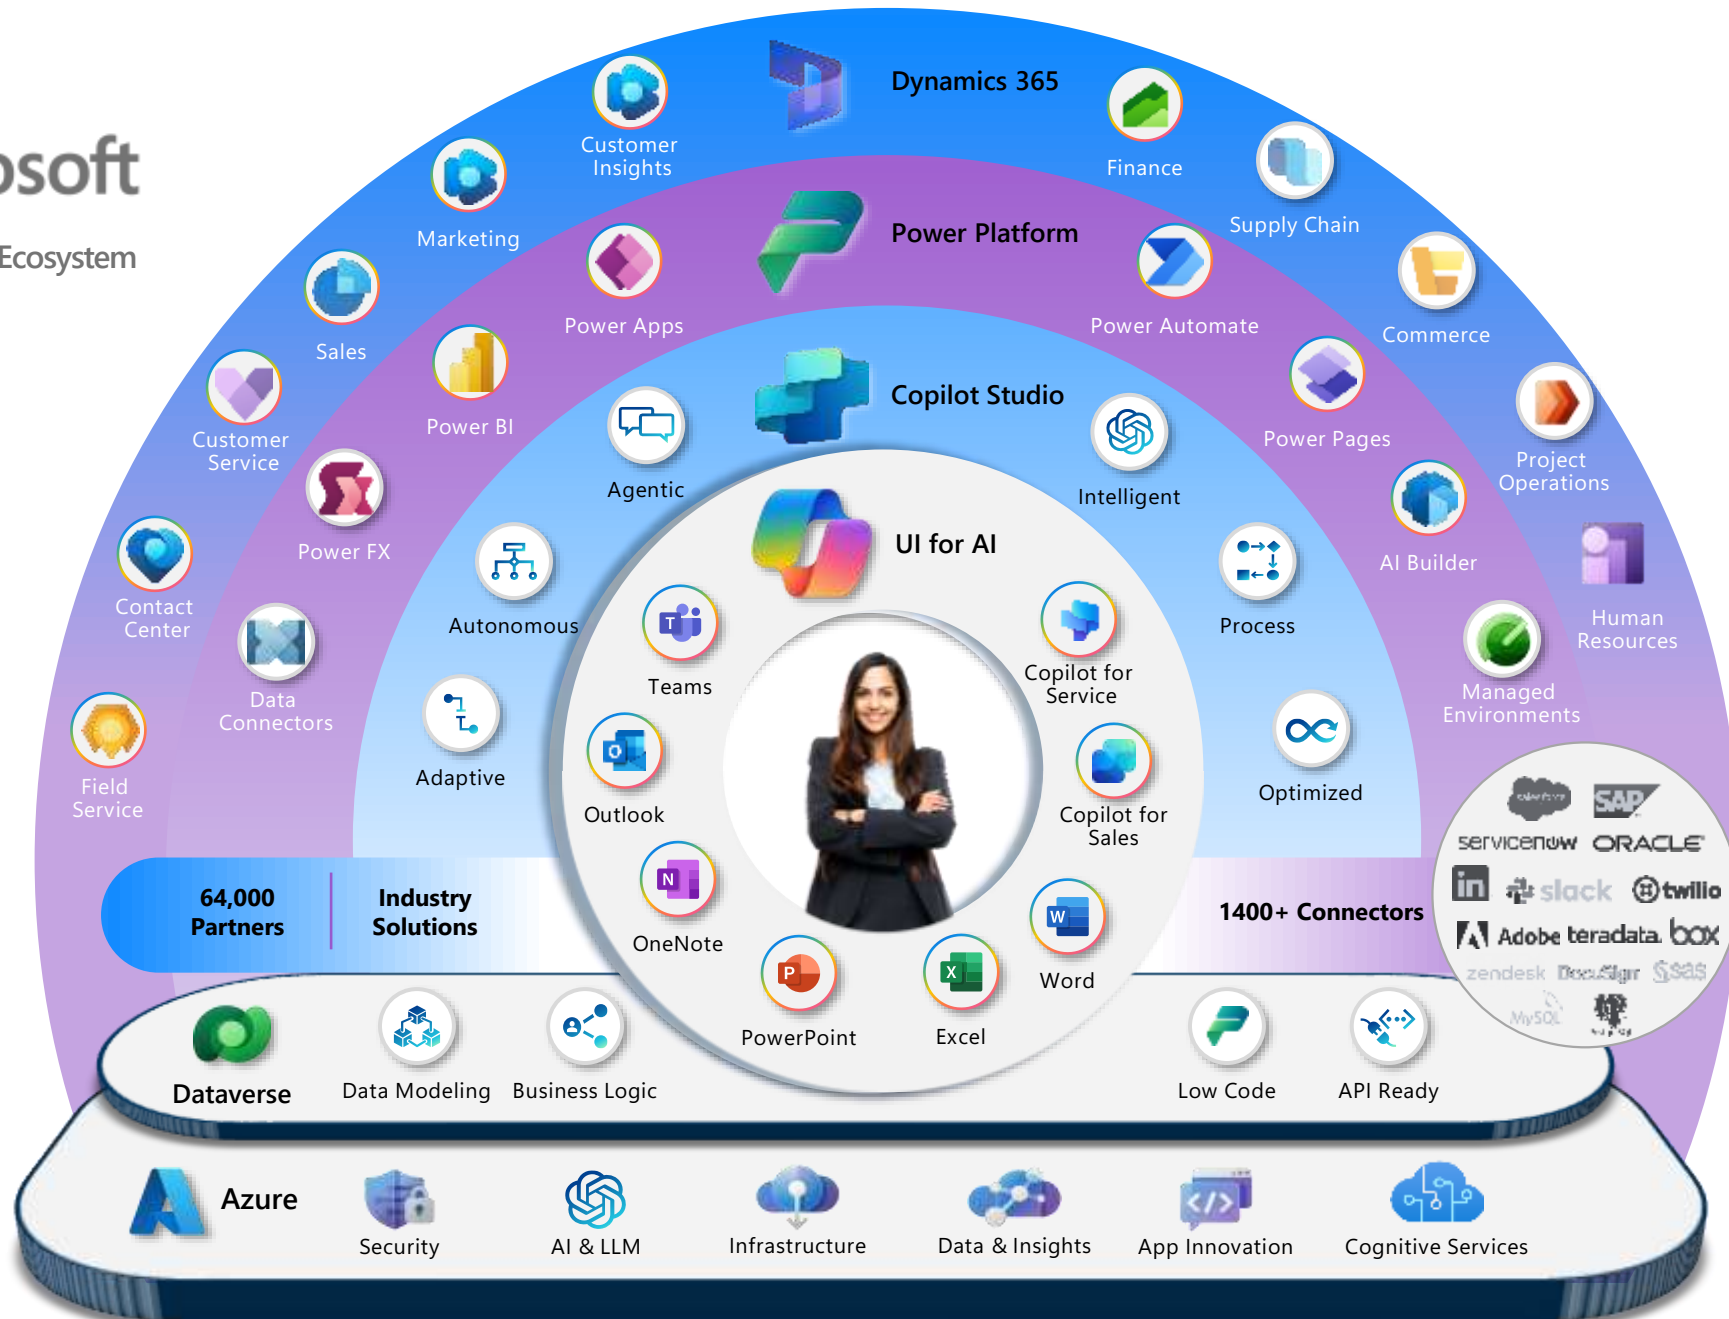 osoft
Ecosystem
Dynamics 365
Customer
Insights
Finance
Marketing
Supply Chain
Sales
Commerce
Customer
Service
Project
Operations
Contact
Center
Human
Resources
Field
Service
Power Platform
Power Apps
Power Automate
Power BI
Power Pages
Power FX
AI Builder
Data
Connectors
Managed
Environments
Copilot Studio
Agentic
Intelligent
Autonomous
Process
Adaptive
Optimized
UI for AI
Teams
Copilot for
Service
Outlook
Copilot for
Sales
OneNote
Word
PowerPoint
Excel
64,000
Partners
Industry
Solutions
1400+ Connectors
salesforce
SAP
servicenow
ORACLE
in
slack
twilio
Adobe
teradata.
box
zendesk
DocuSign
sas
MySQL
Dataverse
Data Modeling
Business Logic
Low Code
API Ready
Azure
Security
AI & LLM
Infrastructure
Data & Insights
App Innovation
Cognitive Services